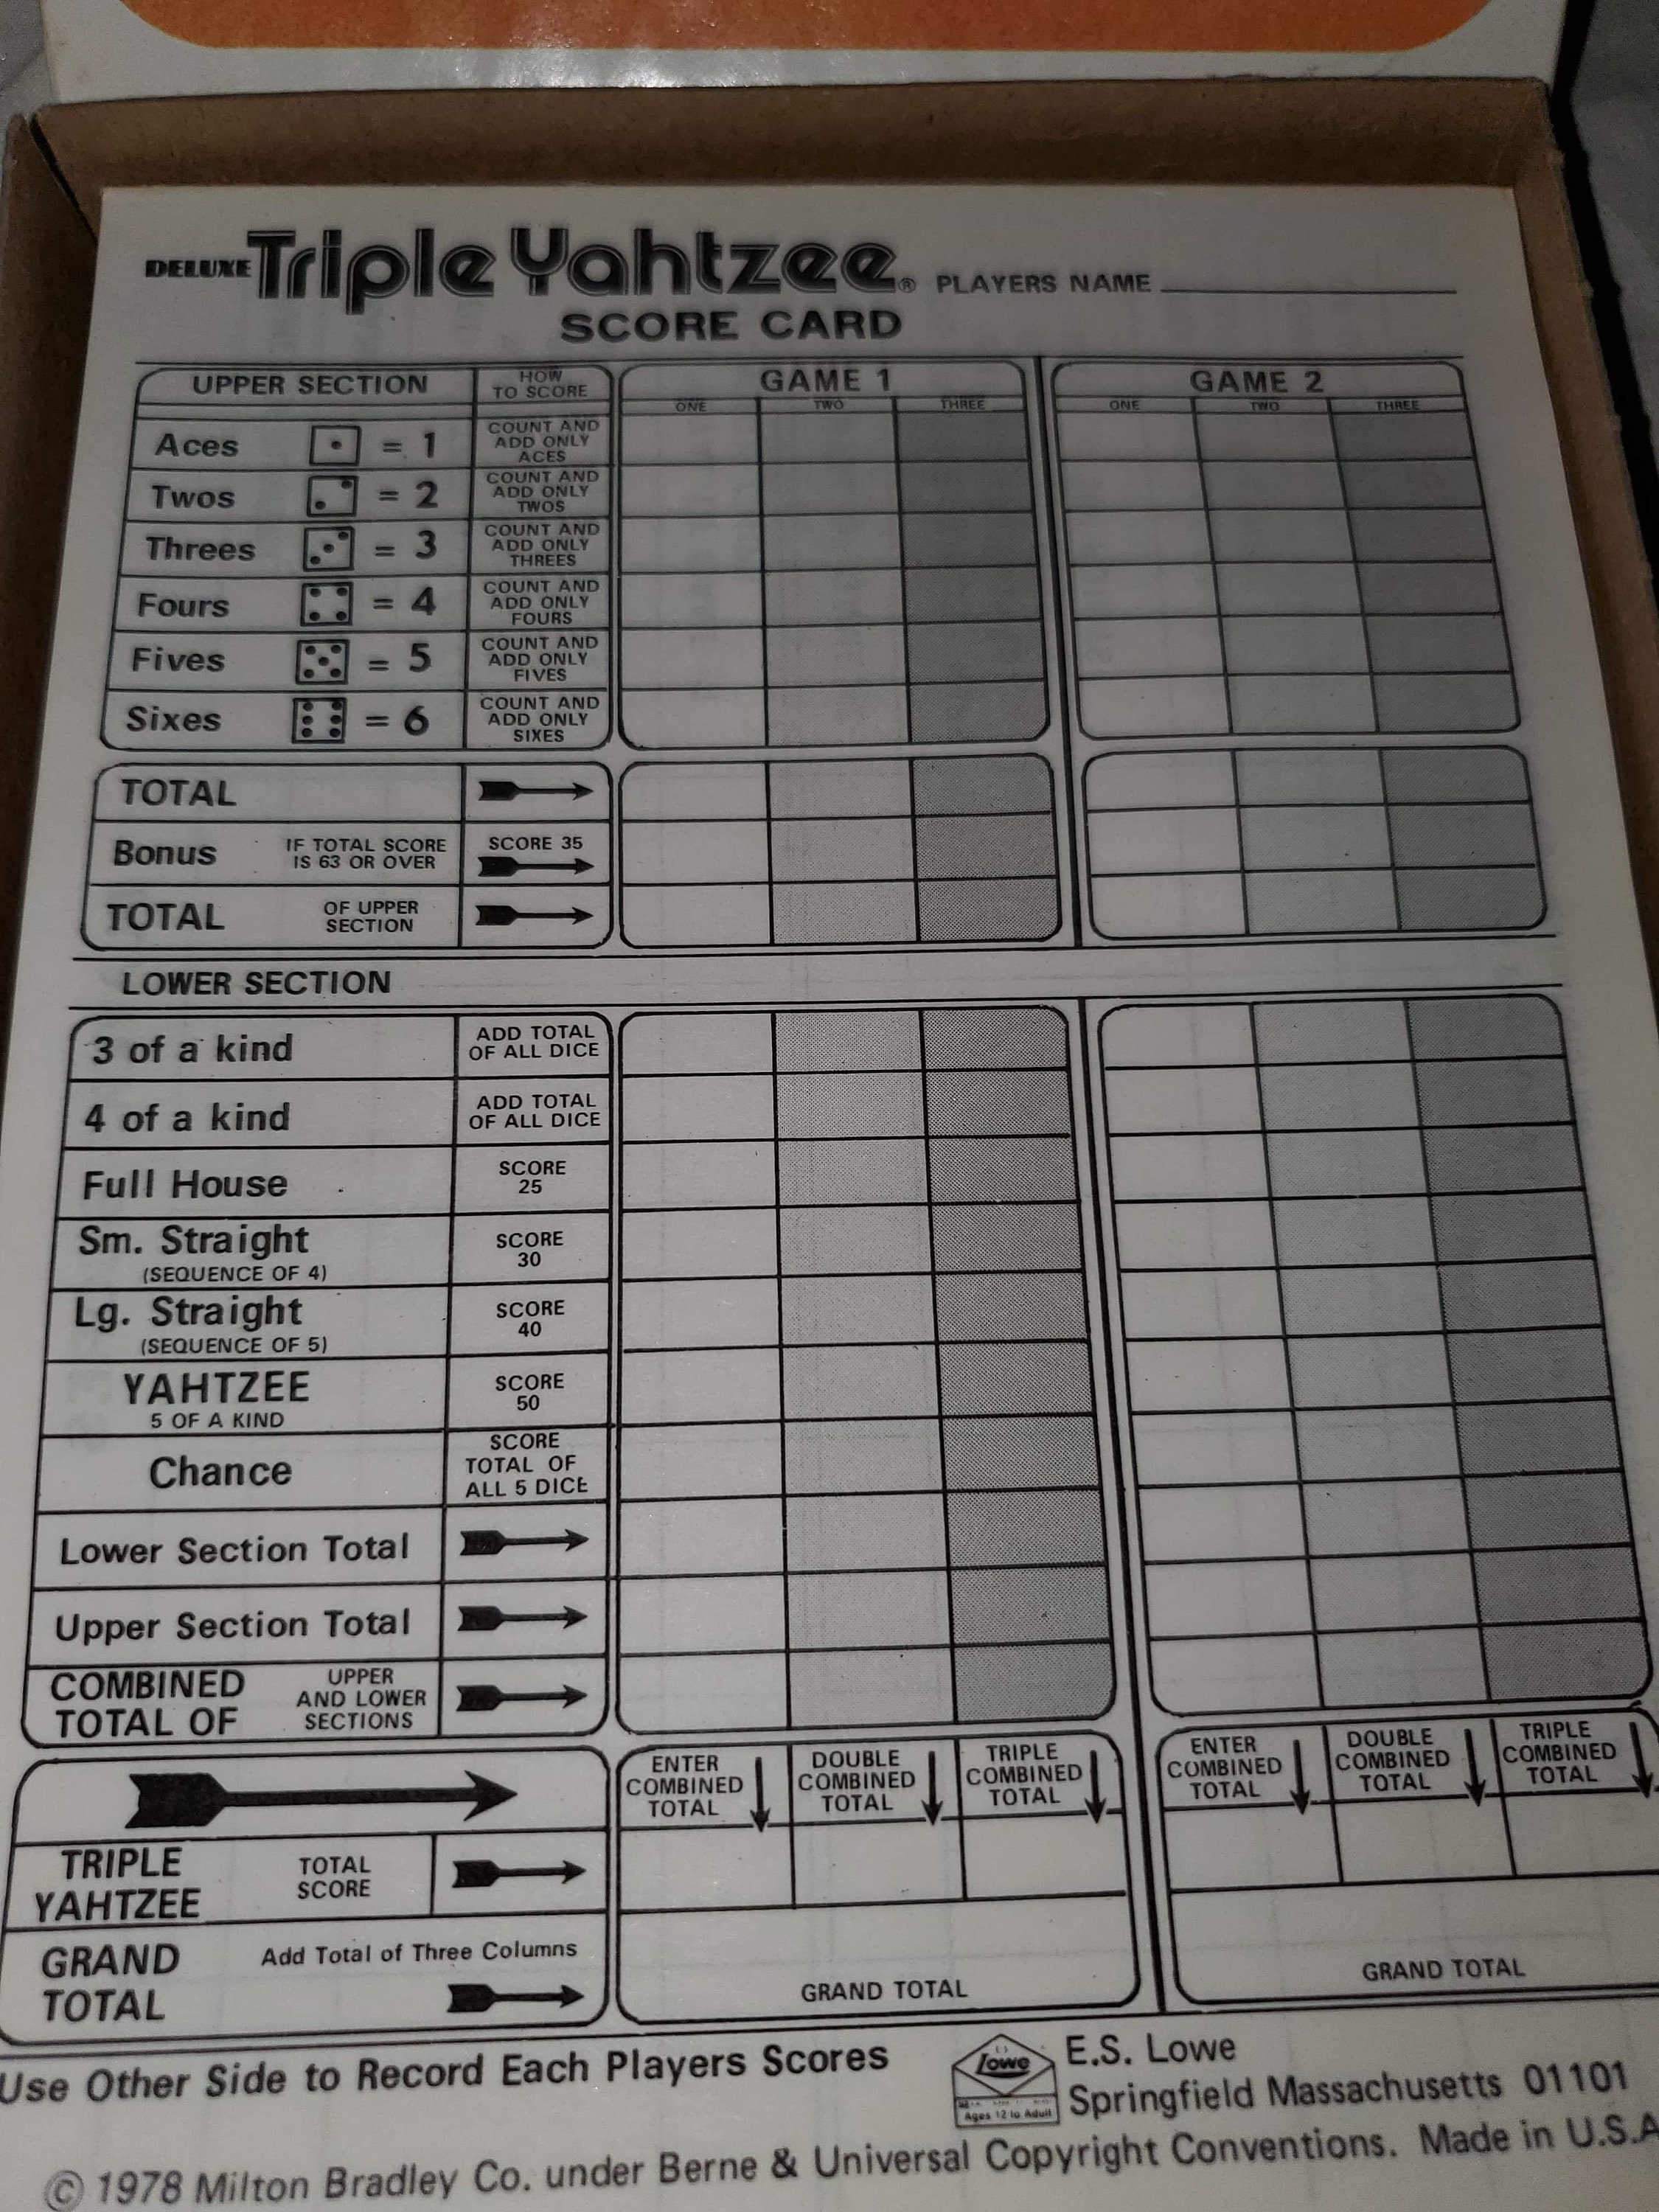 DELUXE Triple Yahtzee® PLAYERS NAME
SCORE CARD
UPPER SECTION HOW TO SCORE GAME 1 GAME 2
ONE TWO THREE ONE TWO THREE
Aces = 1 COUNT AND ADD ONLY ACES
Twos = 2 COUNT AND ADD ONLY TWOS
Threes = 3 COUNT AND ADD ONLY THREES
Fours = 4 COUNT AND ADD ONLY FOURS
Fives = 5 COUNT AND ADD ONLY FIVES
Sixes = 6 COUNT AND ADD ONLY SIXES
TOTAL
Bonus IF TOTAL SCORE IS 63 OR OVER SCORE 35
TOTAL OF UPPER SECTION
LOWER SECTION
3 of a kind ADD TOTAL OF ALL DICE
4 of a kind ADD TOTAL OF ALL DICE
Full House SCORE 25
Sm. Straight (SEQUENCE OF 4) SCORE 30
Lg. Straight (SEQUENCE OF 5) SCORE 40
YAHTZEE 5 OF A KIND SCORE 50
Chance SCORE TOTAL OF ALL 5 DICE
Lower Section Total
Upper Section Total
COMBINED TOTAL OF UPPER AND LOWER SECTIONS
ENTER COMBINED TOTAL DOUBLE COMBINED TOTAL TRIPLE COMBINED TOTAL ENTER COMBINED TOTAL DOUBLE COMBINED TOTAL TRIPLE COMBINED TOTAL
TRIPLE YAHTZEE TOTAL SCORE
GRAND TOTAL Add Total of Three Columns GRAND TOTAL GRAND TOTAL
Use Other Side to Record Each Players Scores
Lowe
Ages 12 to Adult
E.S. Lowe
Springfield Massachusetts 01101
© 1978 Milton Bradley Co. under Berne & Universal Copyright Conventions. Made in U.S.A